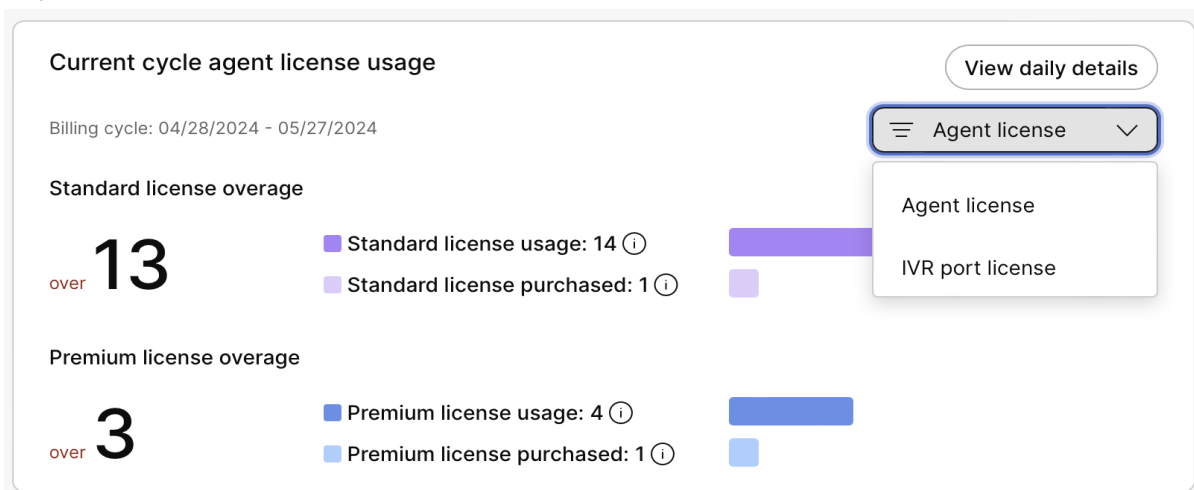 Current cycle agent license usage
View daily details
Billing cycle: 04/28/2024 - 05/27/2024
Agent license
Agent license
IVR port license
Standard license overage
over 13
Standard license usage: 14
Standard license purchased: 1
Premium license overage
over 3
Premium license usage: 4
Premium license purchased: 1